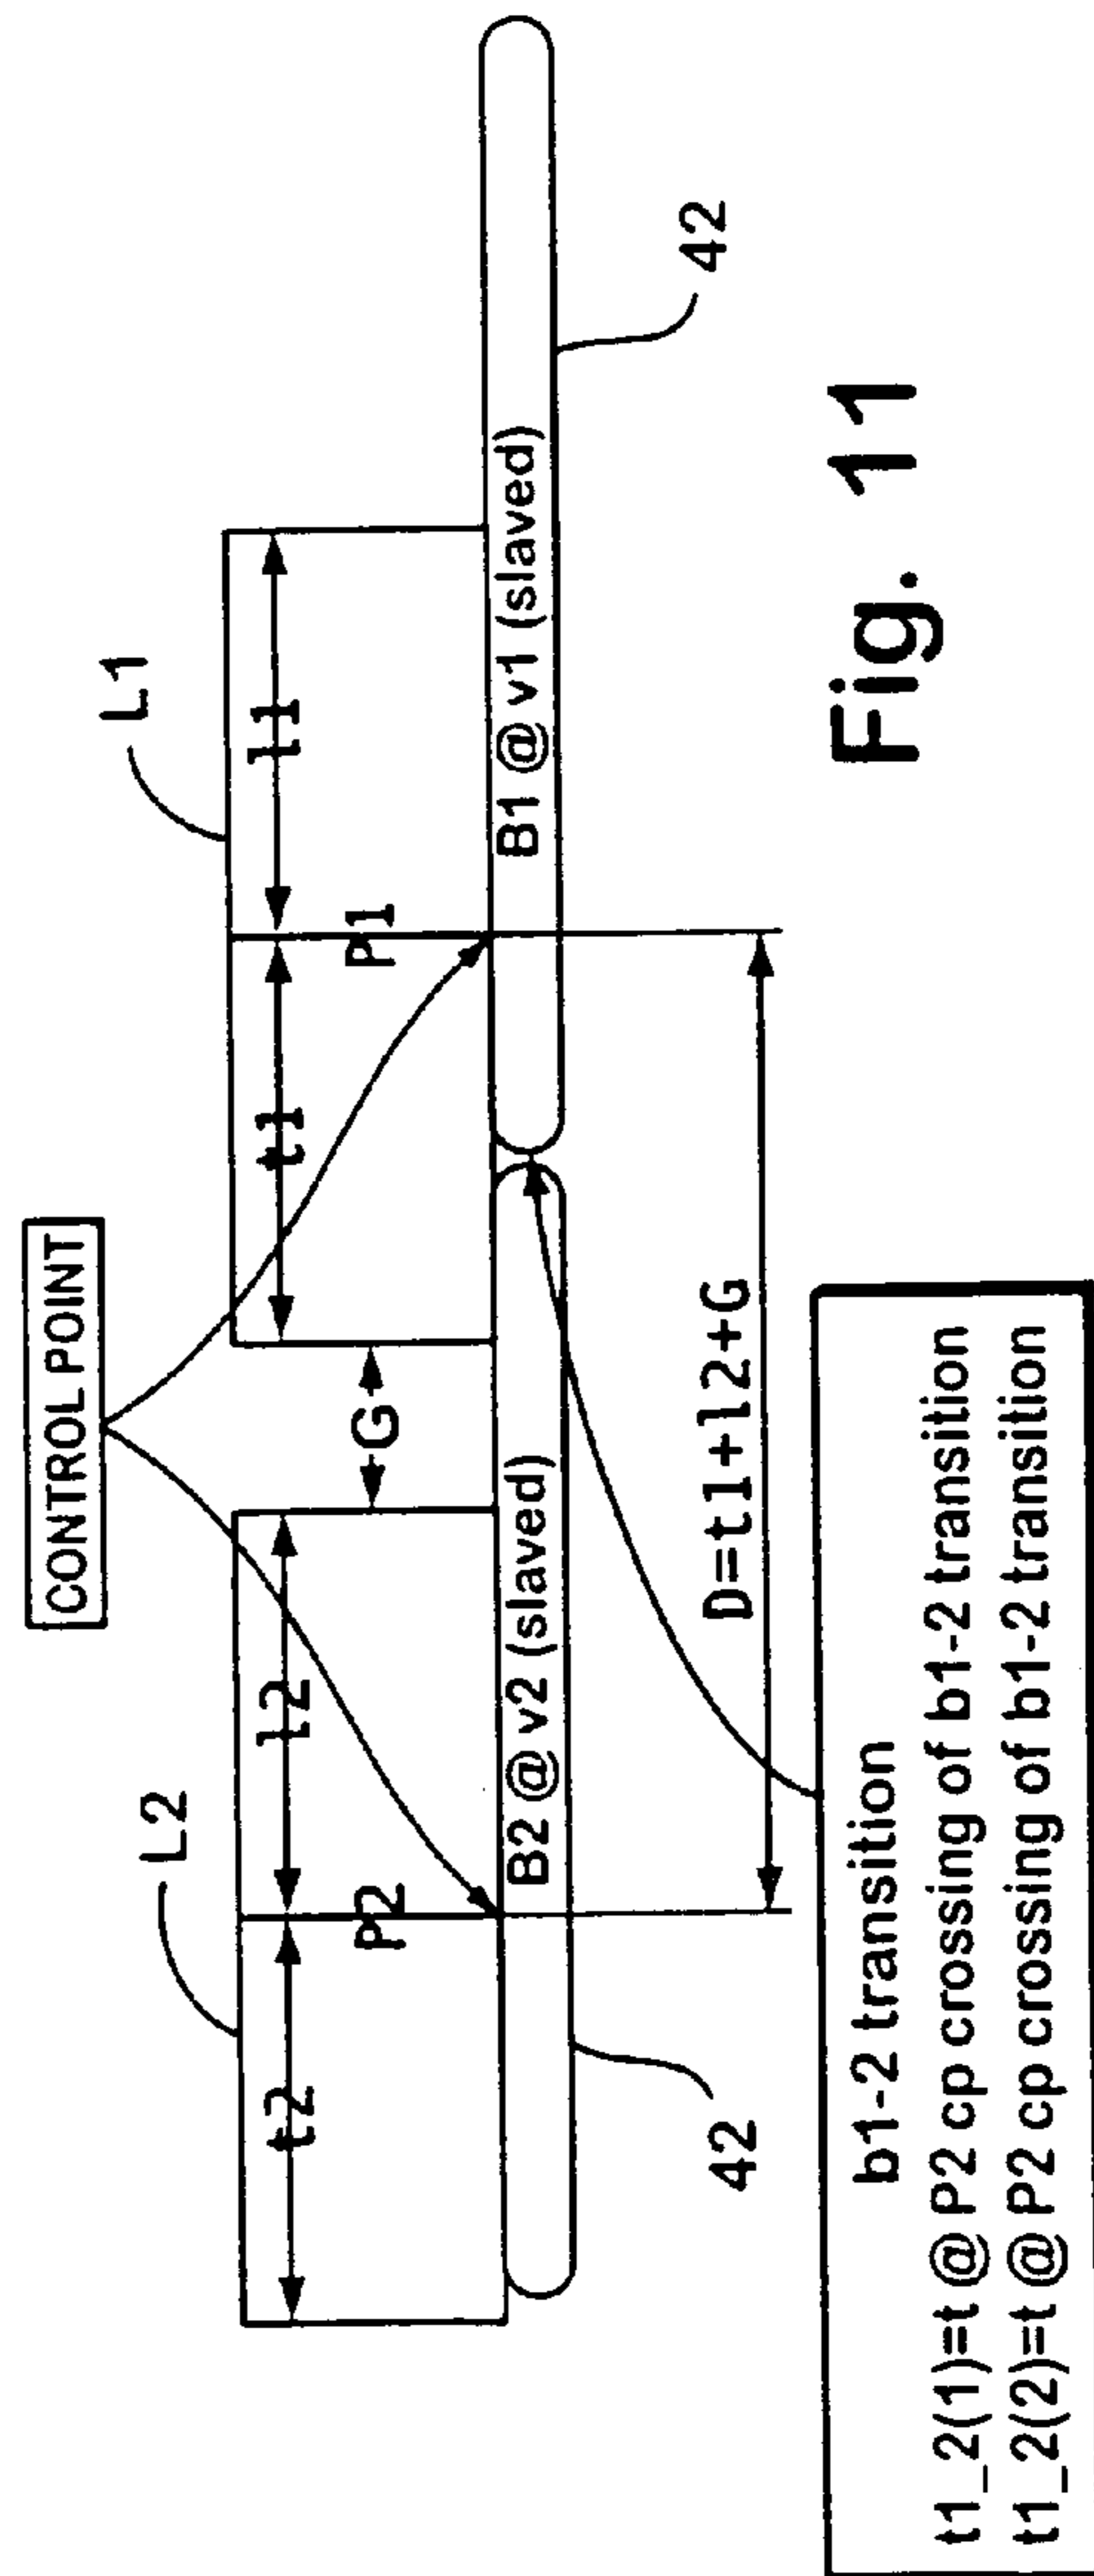 CONTROL POINT
L2
L1
t2
l2
G
t1
l1
P2
P1
B2 @ v2 (slaved)
B1 @ v1 (slaved)
42
42
D=t1+l2+G
b1-2 transition
t1_2(1)=t @ P2 cp crossing of b1-2 transition
t1_2(2)=t @ P2 cp crossing of b1-2 transition
Fig. 11